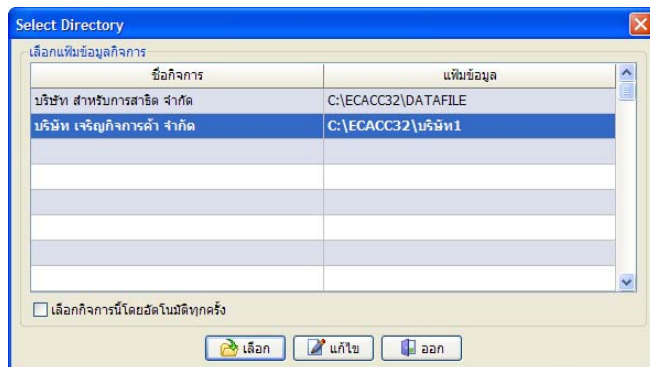 Select Directory
เลือกแฟ้มข้อมูลกิจการ
ชื่อกิจการ แฟ้มข้อมูล
บริษัท สำหรับการสาธิต จำกัด C:\ECACC32\DATAFILE
บริษัท เจริญกิจการค้า จำกัด C:\ECACC32\บริษัท1
เลือกกิจการนี้โดยอัตโนมัติทุกครั้ง
เลือก แก้ไข ออก